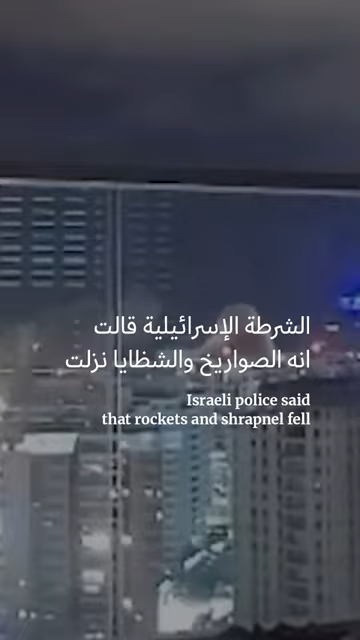 الشرطة الإسرائيلية قالت
انه الصواريخ والشظايا نزلت
Israeli police said
that rockets and shrapnel fell